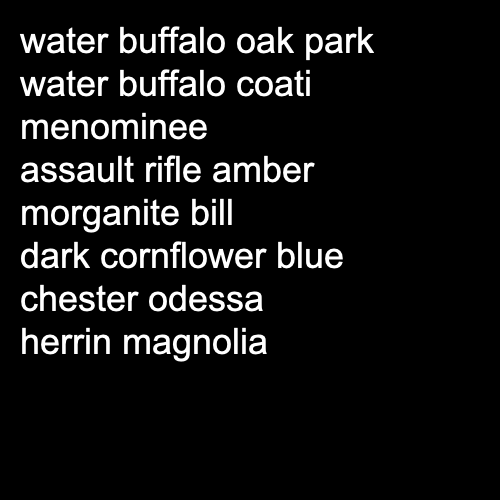 water buffalo oak park
water buffalo coati
menominee
assault rifle amber
morganite bill
dark cornflower blue
chester odessa
herrin magnolia